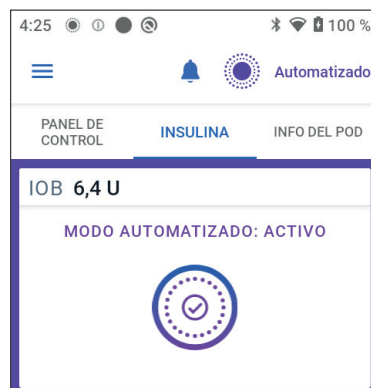 4:25 100 %
Automatizado
PANEL DE
CONTROL
INSULINA
INFO DEL POD
IOB 6,4 U
MODO AUTOMATIZADO: ACTIVO